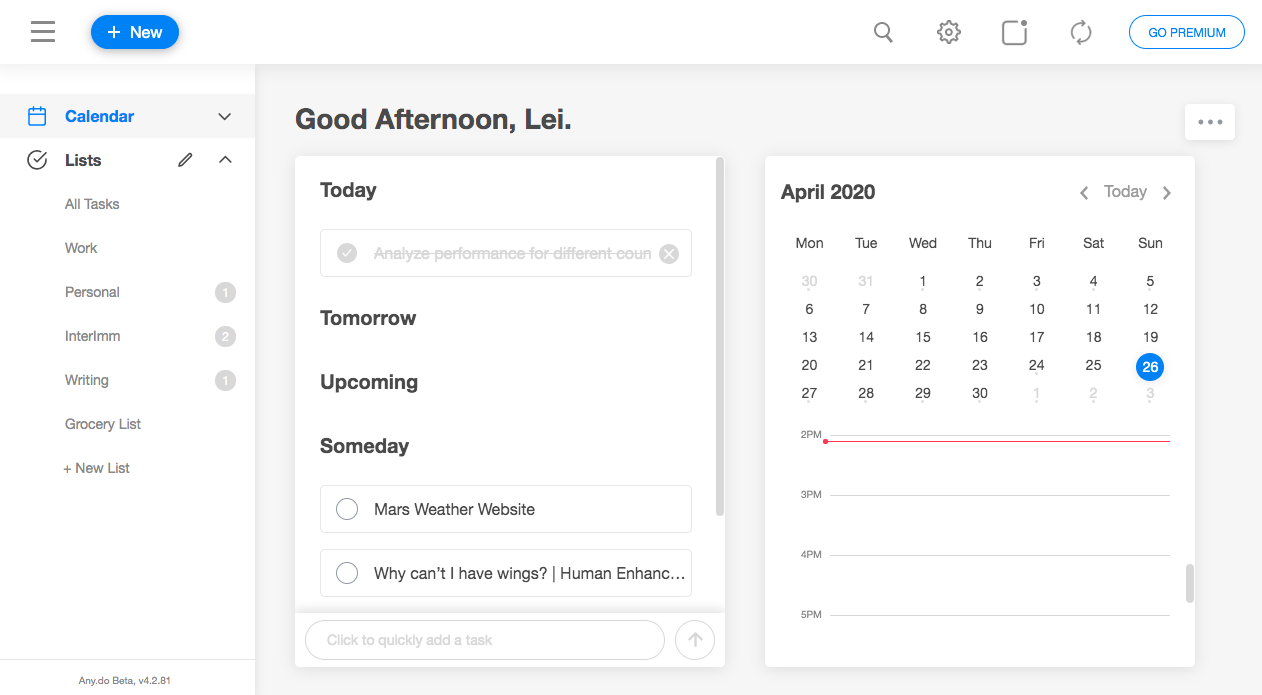 + New
GO PREMIUM
Calendar
Lists
All Tasks
Work
Personal 1
InterImm 2
Writing 1
Grocery List
+ New List
Any.do Beta, v4.2.81
Good Afternoon, Lei.
Today
Analyze performance for different coun
Tomorrow
Upcoming
Someday
Mars Weather Website
Why can’t I have wings? | Human Enhanc...
Click to quickly add a task
April 2020
Today
Mon Tue Wed Thu Fri Sat Sun
30 31 1 2 3 4 5
6 7 8 9 10 11 12
13 14 15 16 17 18 19
20 21 22 23 24 25 26
27 28 29 30 1 2 3
2PM
3PM
4PM
5PM